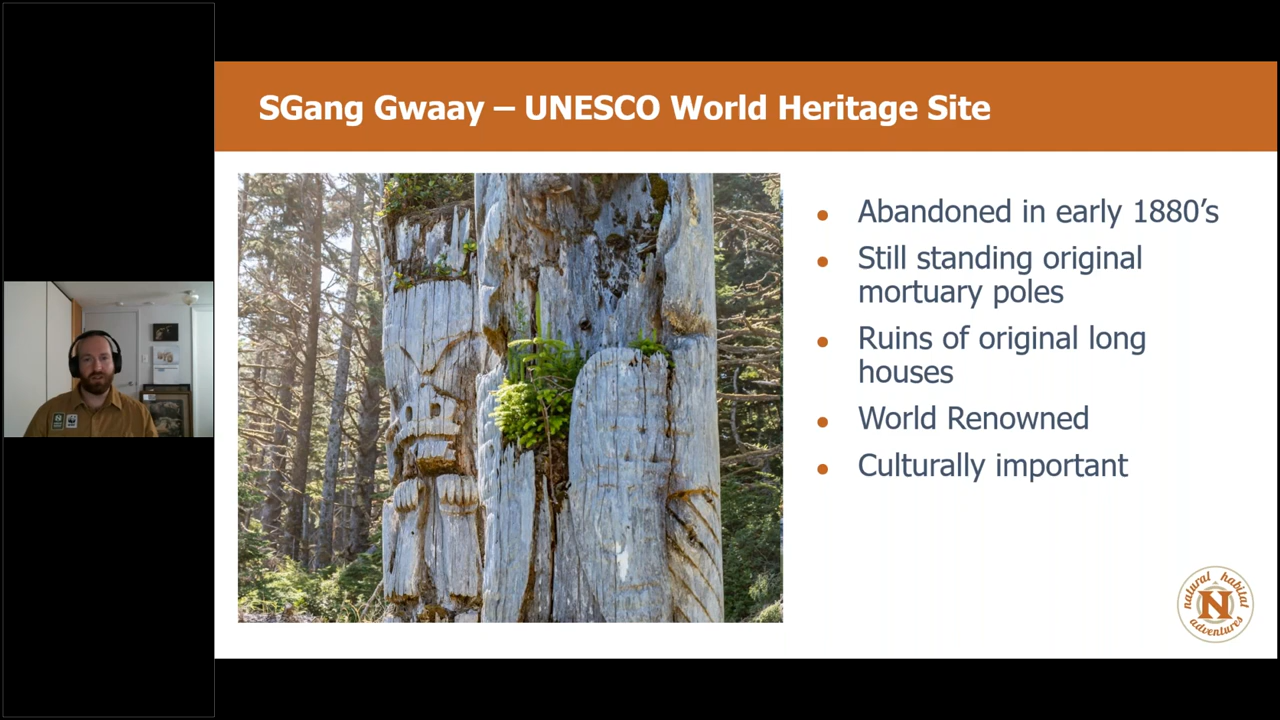 SGang Gwaay – UNESCO World Heritage Site
Abandoned in early 1880’s
Still standing original
mortuary poles
Ruins of original long
houses
World Renowned
Culturally important
natural habitat
N
adventures